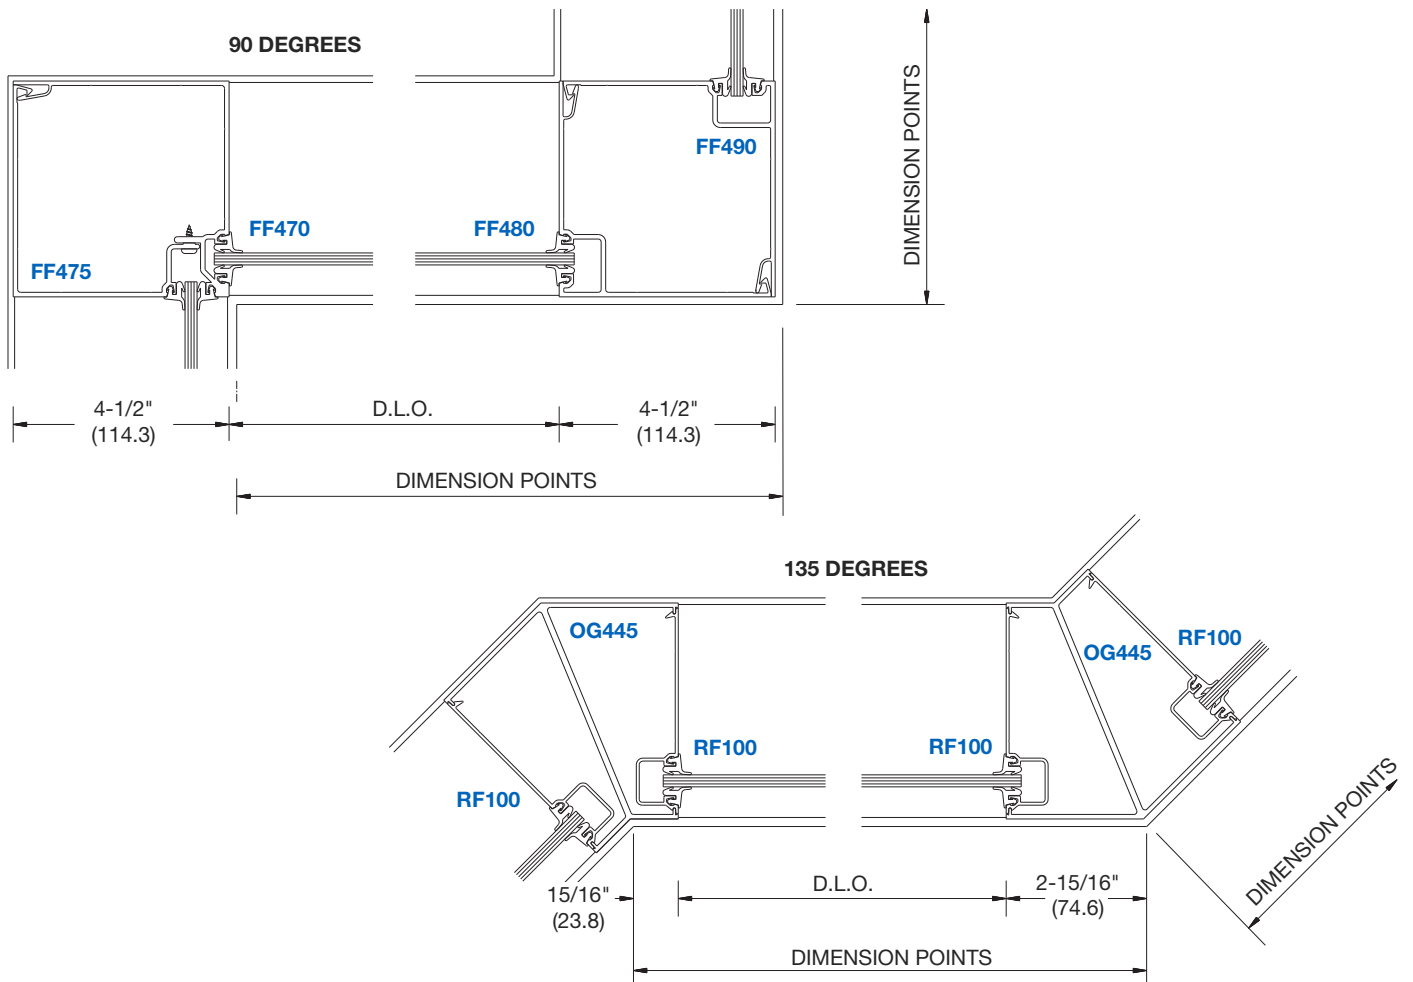 90 DEGREES
DIMENSION POINTS
FF490
FF470
FF480
FF475
4-1/2"
(114.3)
D.L.O.
4-1/2"
(114.3)
DIMENSION POINTS
135 DEGREES
OG445
RF100
OG445
RF100
RF100
RF100
DIMENSION POINTS
15/16"
(23.8)
D.L.O.
2-15/16"
(74.6)
DIMENSION POINTS